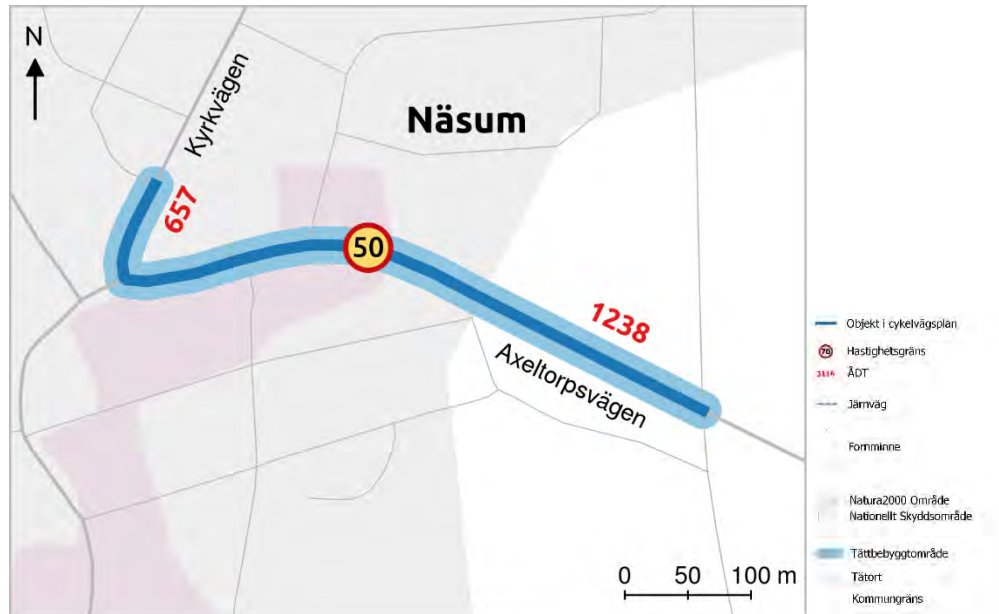 N
Kyrkvägen
Näsum
657
50
1238
Axeltorpsvägen
0 50 100 m
Objekt i cykelvägsplan
70 Hastighetsgräns
3116 ÅDT
Järnväg
Fornminne
Natura2000 Område
Nationellt Skyddsområde
Tättbebyggtområde
Tätort
Kommungräns